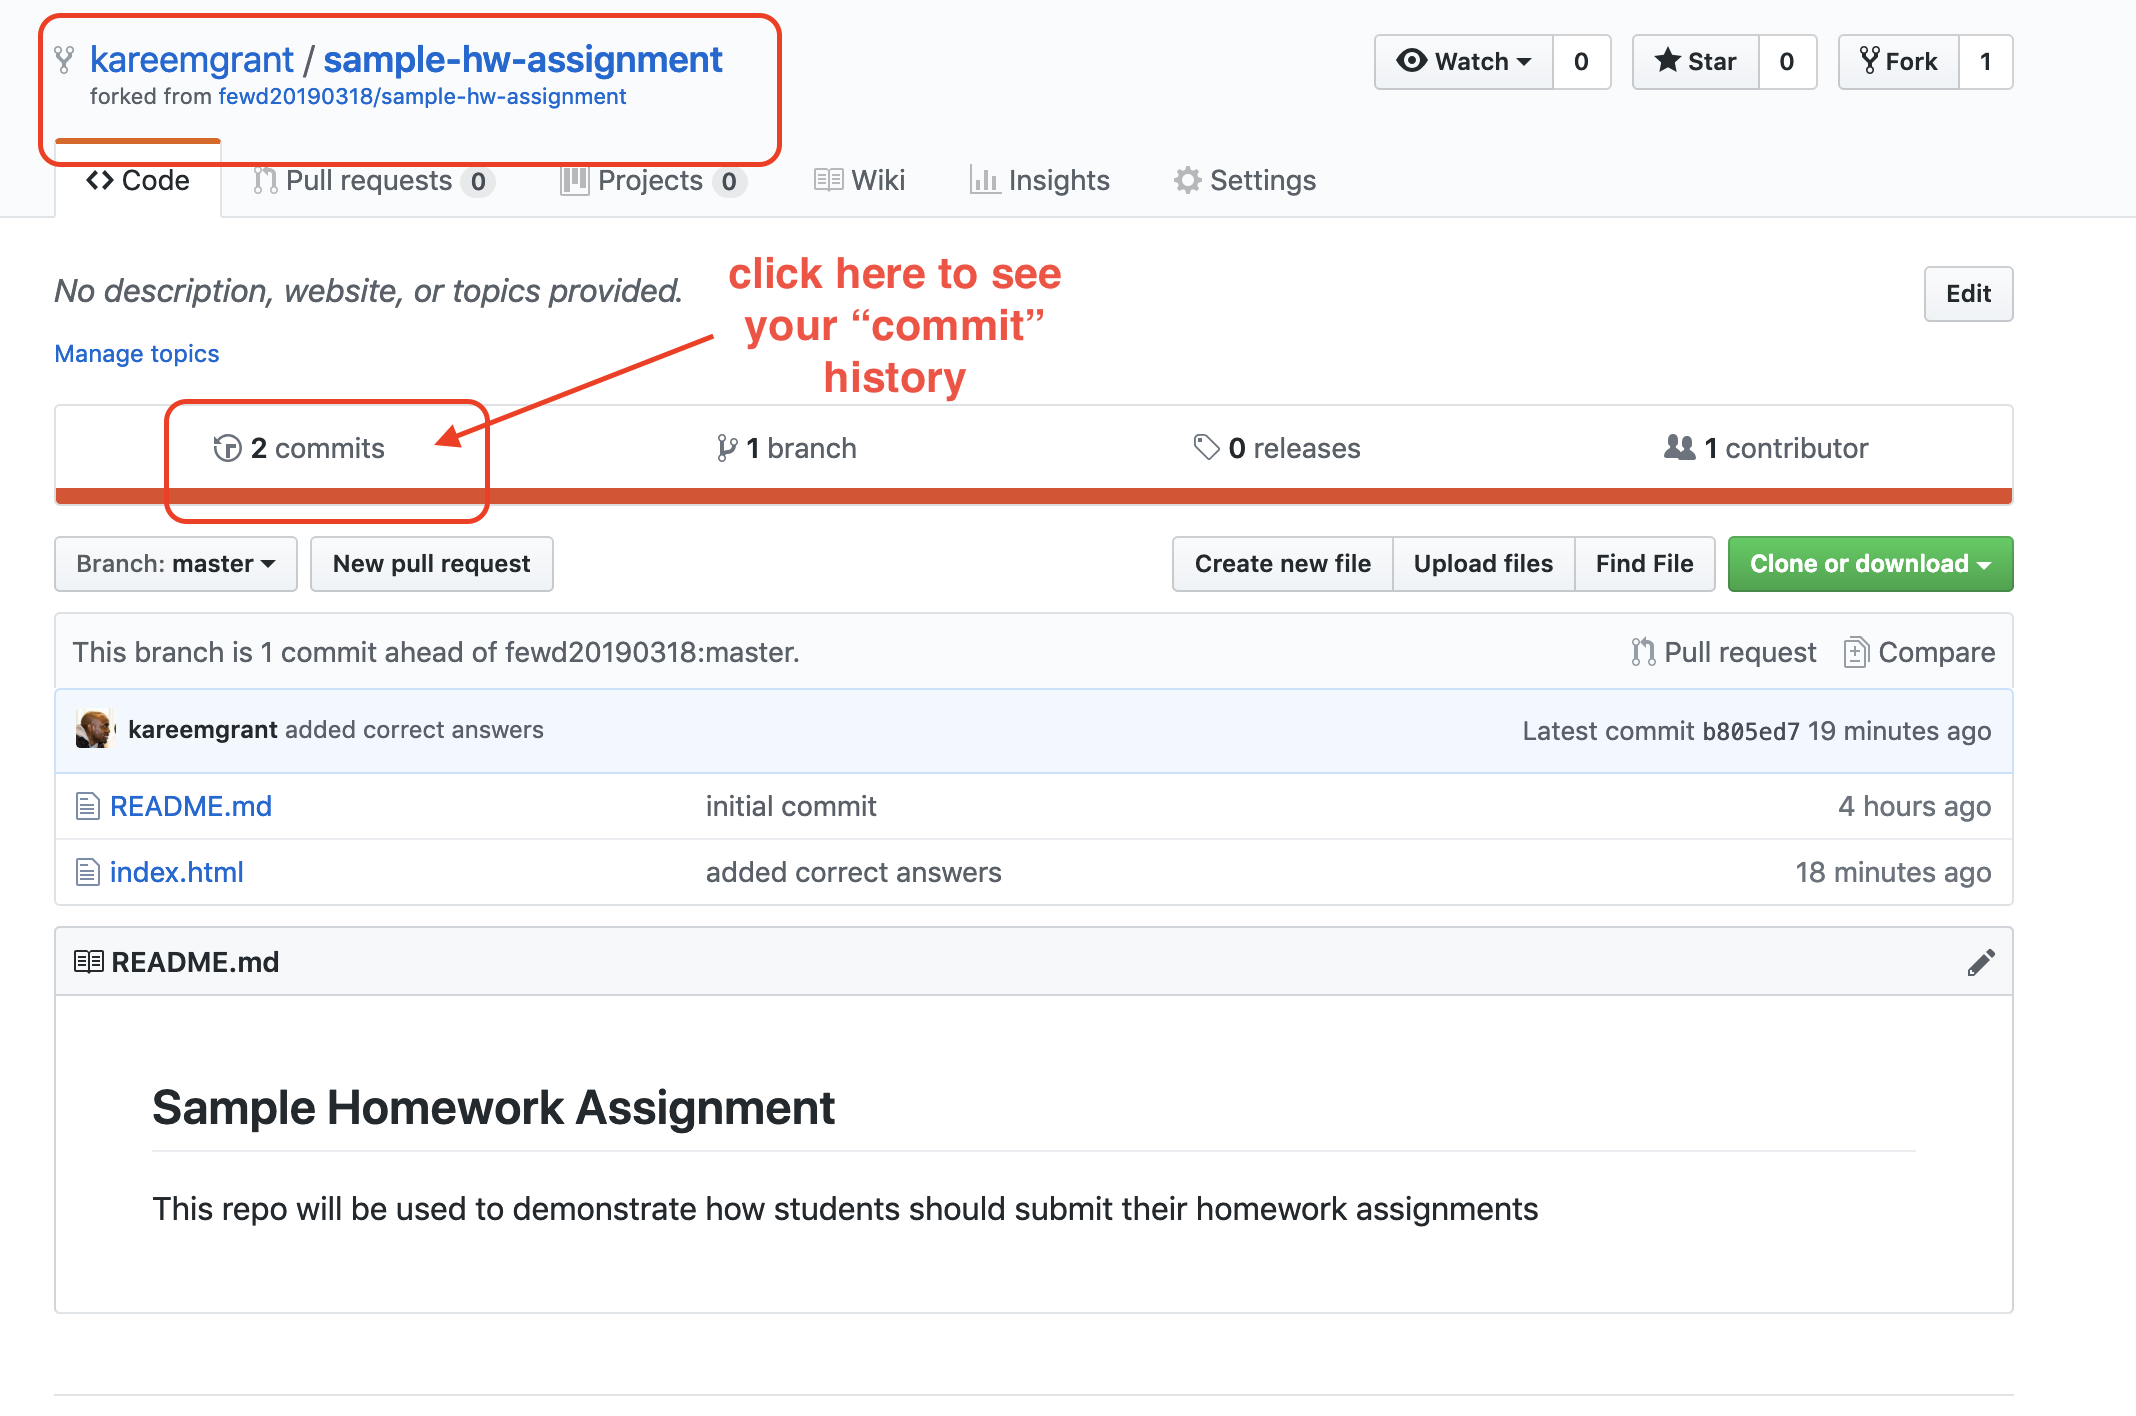 kareemgrant / sample-hw-assignment
forked from fewd20190318/sample-hw-assignment
Watch 0 Star 0 Fork 1
Code Pull requests 0 Projects 0 Wiki Insights Settings
No description, website, or topics provided.
Edit
Manage topics
click here to see
your “commit”
history
2 commits 1 branch 0 releases 1 contributor
Branch: master New pull request Create new file Upload files Find File Clone or download
This branch is 1 commit ahead of fewd20190318:master. Pull request Compare
kareemgrant added correct answers Latest commit b805ed7 19 minutes ago
README.md initial commit 4 hours ago
index.html added correct answers 18 minutes ago
README.md
Sample Homework Assignment
This repo will be used to demonstrate how students should submit their homework assignments